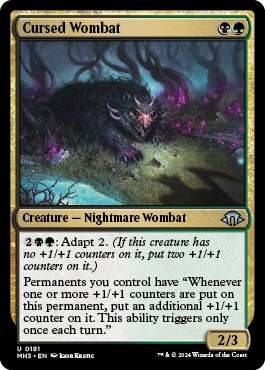 Cursed Wombat
Creature — Nightmare Wombat
2: Adapt 2. (If this creature has
no +1/+1 counters on it, put two +1/+1
counters on it.)
Permanents you control have “Whenever
one or more +1/+1 counters are put on
this permanent, put an additional +1/+1
counter on it. This ability triggers only
once each turn.”
2/3
U 0181
MH3 • EN Igor Krstic
™ & © 2024 Wizards of the Coast